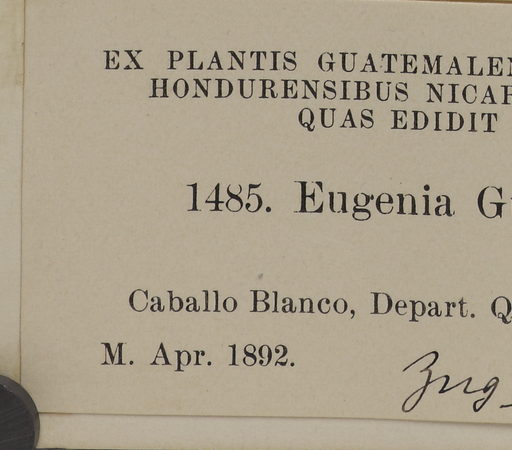 EX PLANTIS GUATEMALEN
HONDURENSIBUS NICAR
QUAS EDIDIT
1485. Eugenia G
Caballo Blanco, Depart. Q
M. Apr. 1892.